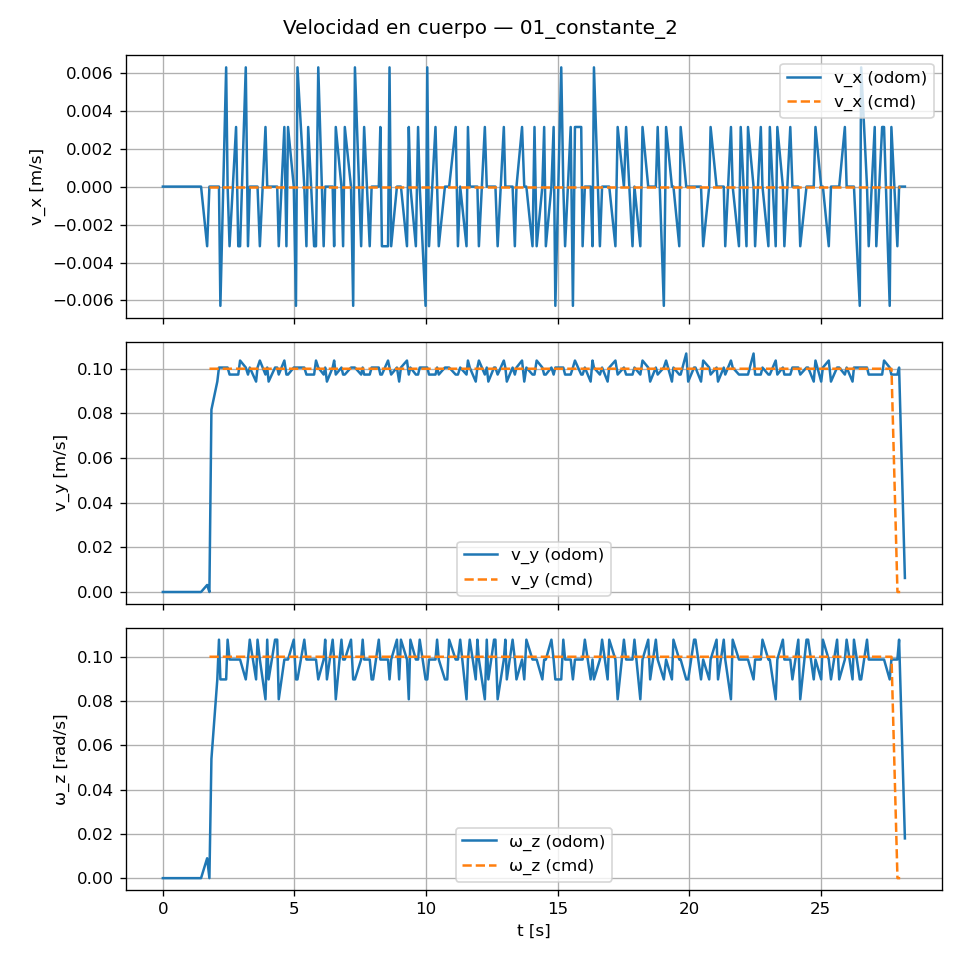 Velocidad en cuerpo — 01_constante_2
0.006
0.004
0.002
0.000
−0.002
−0.004
−0.006
v_x [m/s]
v_x (odom)
v_x (cmd)
0.10
0.08
0.06
0.04
0.02
0.00
v_y [m/s]
v_y (odom)
v_y (cmd)
0.10
0.08
0.06
0.04
0.02
0.00
ω_z [rad/s]
ω_z (odom)
ω_z (cmd)
0 5 10 15 20 25
t [s]